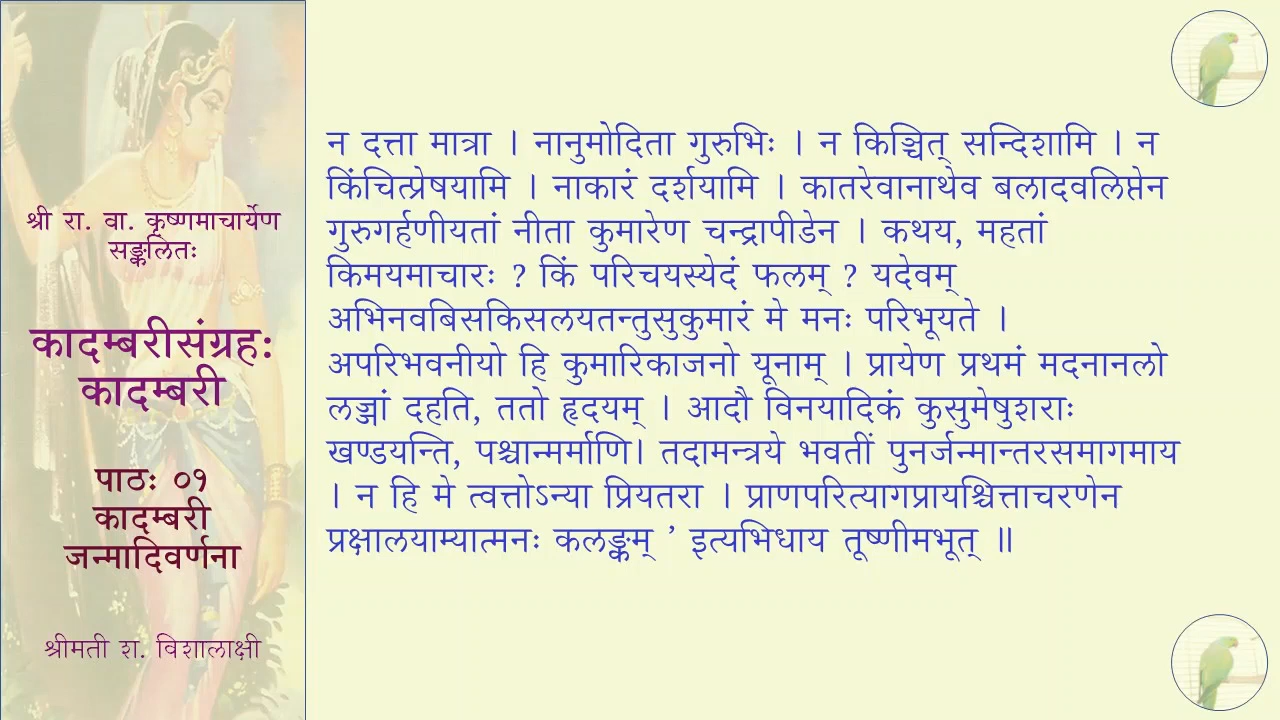 श्री रा. वा. कृष्णमाचार्येण
सङ्कलितः
कादम्बरीसंग्रहः
कादम्बरी
पाठः ०१
कादम्बरी
जन्मादिवर्णना
श्रीमती श. विशालाक्षी
न दत्ता मात्रा । नानुमोदिता गुरुभिः । न किञ्चित् सन्दिशामि । न
किंचित्प्रेषयामि । नाकारं दर्शयामि । कातरेवानाथेव बलादवलिप्तेन
गुरुगर्हणीयतां नीता कुमारेण चन्द्रापीडेन । कथय, महतां
किमयमाचारः ? किं परिचयस्येदं फलम् ? यदेवम्
अभिनवबिसकिसलयतन्तुसुकुमारं मे मनः परिभूयते ।
अपरिभवनीयो हि कुमारिकाजनो यूनाम् । प्रायेण प्रथमं मदनानलो
लज्जां दहति, ततो हृदयम् । आदौ विनयादिकं कुसुमेषुशराः
खण्डयन्ति, पश्चान्मर्माणि। तदामन्त्रये भवतीं पुनर्जन्मान्तरसमागमाय
। न हि मे त्वत्तोऽन्या प्रियतरा । प्राणपरित्यागप्रायश्चित्ताचरणेन
प्रक्षालयाम्यात्मनः कलङ्कम् ’ इत्यभिधाय तूष्णीमभूत् ॥